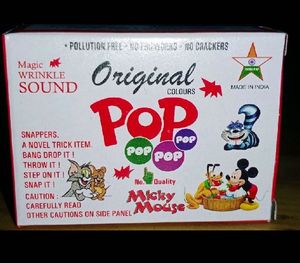 • POLLUTION FREE • NO FIREWORKS • NO CRACKERS
Magic
WRINKLE
SOUND
Original
COLOURS
MADE IN INDIA
POP
POP
POP
POP
SNAPPERS.
A NOVEL TRICK ITEM.
BANG DROP IT !
THROW IT !
STEP ON IT !
SNAP IT !
CAUTION :
CAREFULLY READ
OTHER CAUTIONS ON SIDE PANEL
No. 1 Quality
Micky
Mouse